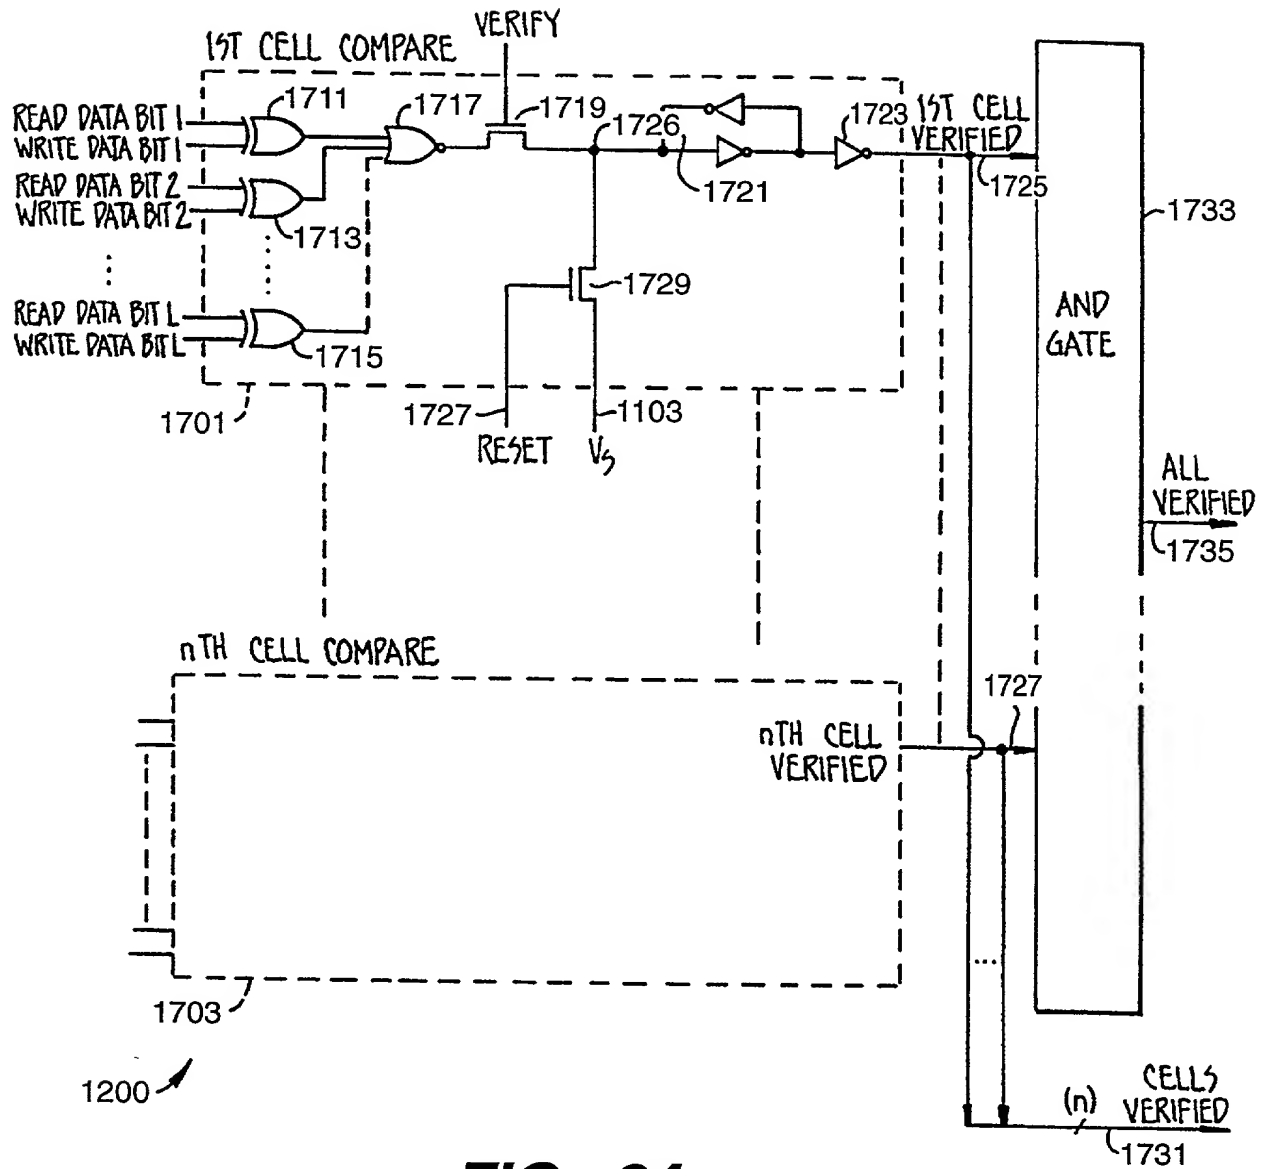 VERIFY
1ST CELL COMPARE
1711
1717
1719
1726
1723
1ST CELL
VERIFIED
READ DATA BIT 1
WRITE DATA BIT 1
1721
1725
READ DATA BIT 2
WRITE DATA BIT 2
1713
1733
1729
AND
GATE
READ DATA BIT L
WRITE DATA BIT L
1715
1701
1727
1103
RESET
VS
ALL
VERIFIED
1735
nTH CELL COMPARE
1727
nTH CELL
VERIFIED
...
1703
1200
(n)
CELLS
VERIFIED
1731